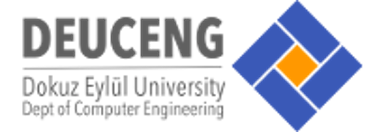 DEUCENG
Dokuz Eylül University
Dept of Computer Engineering